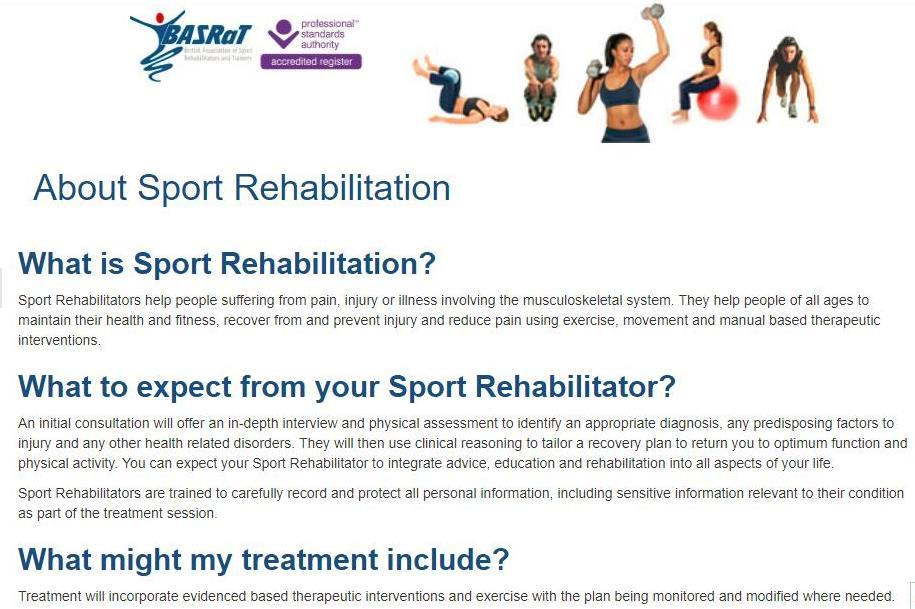 BASRaT
British Association of Sport
Rehabilitators and Trainers
professional™
standards
authority
accredited register
About Sport Rehabilitation
What is Sport Rehabilitation?
Sport Rehabilitators help people suffering from pain, injury or illness involving the musculoskeletal system. They help people of all ages to
maintain their health and fitness, recover from and prevent injury and reduce pain using exercise, movement and manual based therapeutic
interventions.
What to expect from your Sport Rehabilitator?
An initial consultation will offer an in-depth interview and physical assessment to identify an appropriate diagnosis, any predisposing factors to
injury and any other health related disorders. They will then use clinical reasoning to tailor a recovery plan to return you to optimum function and
physical activity. You can expect your Sport Rehabilitator to integrate advice, education and rehabilitation into all aspects of your life.
Sport Rehabilitators are trained to carefully record and protect all personal information, including sensitive information relevant to their condition
as part of the treatment session.
What might my treatment include?
Treatment will incorporate evidenced based therapeutic interventions and exercise with the plan being monitored and modified where needed.